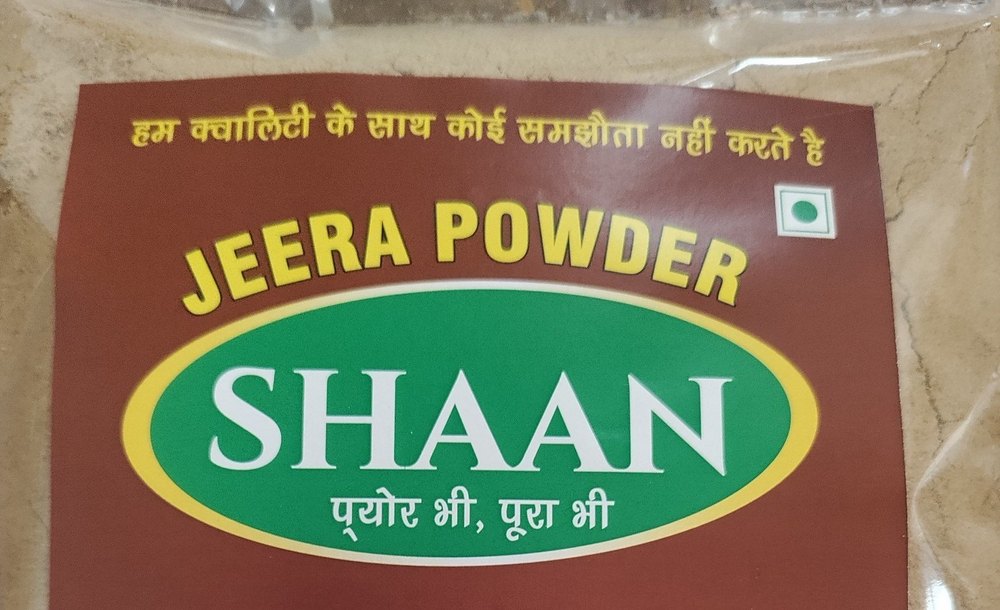 हम क्वालिटी के साथ कोई समझौता नहीं करते है
JEERA POWDER
SHAAN
प्योर भी, पूरा भी